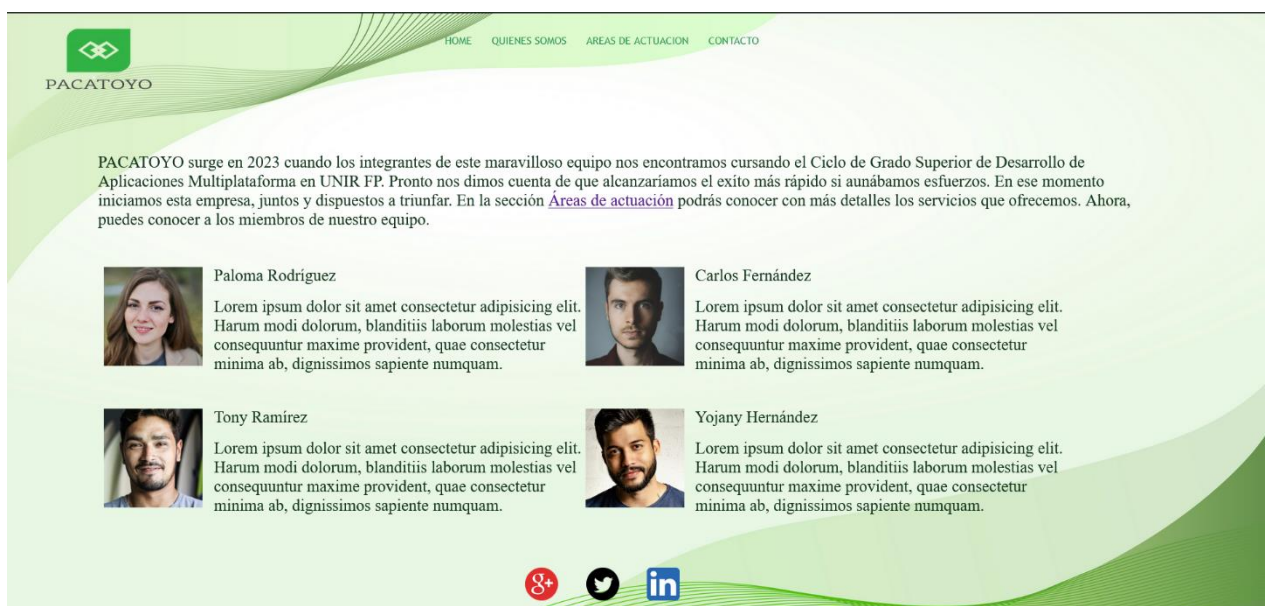 PACATOYO
HOME QUIENES SOMOS AREAS DE ACTUACION CONTACTO
PACATOYO surge en 2023 cuando los integrantes de este maravilloso equipo nos encontramos cursando el Ciclo de Grado Superior de Desarrollo de
Aplicaciones Multiplataforma en UNIR FP. Pronto nos dimos cuenta de que alcanzaríamos el exito más rápido si aunábamos esfuerzos. En ese momento
iniciamos esta empresa, juntos y dispuestos a triunfar. En la sección Áreas de actuación podrás conocer con más detalles los servicios que ofrecemos. Ahora,
puedes conocer a los miembros de nuestro equipo.
Paloma Rodríguez
Lorem ipsum dolor sit amet consectetur adipisicing elit.
Harum modi dolorum, blanditiis laborum molestias vel
consequuntur maxime provident, quae consectetur
minima ab, dignissimos sapiente numquam.
Carlos Fernández
Lorem ipsum dolor sit amet consectetur adipisicing elit.
Harum modi dolorum, blanditiis laborum molestias vel
consequuntur maxime provident, quae consectetur
minima ab, dignissimos sapiente numquam.
Tony Ramírez
Lorem ipsum dolor sit amet consectetur adipisicing elit.
Harum modi dolorum, blanditiis laborum molestias vel
consequuntur maxime provident, quae consectetur
minima ab, dignissimos sapiente numquam.
Yojany Hernández
Lorem ipsum dolor sit amet consectetur adipisicing elit.
Harum modi dolorum, blanditiis laborum molestias vel
consequuntur maxime provident, quae consectetur
minima ab, dignissimos sapiente numquam.
g+ in